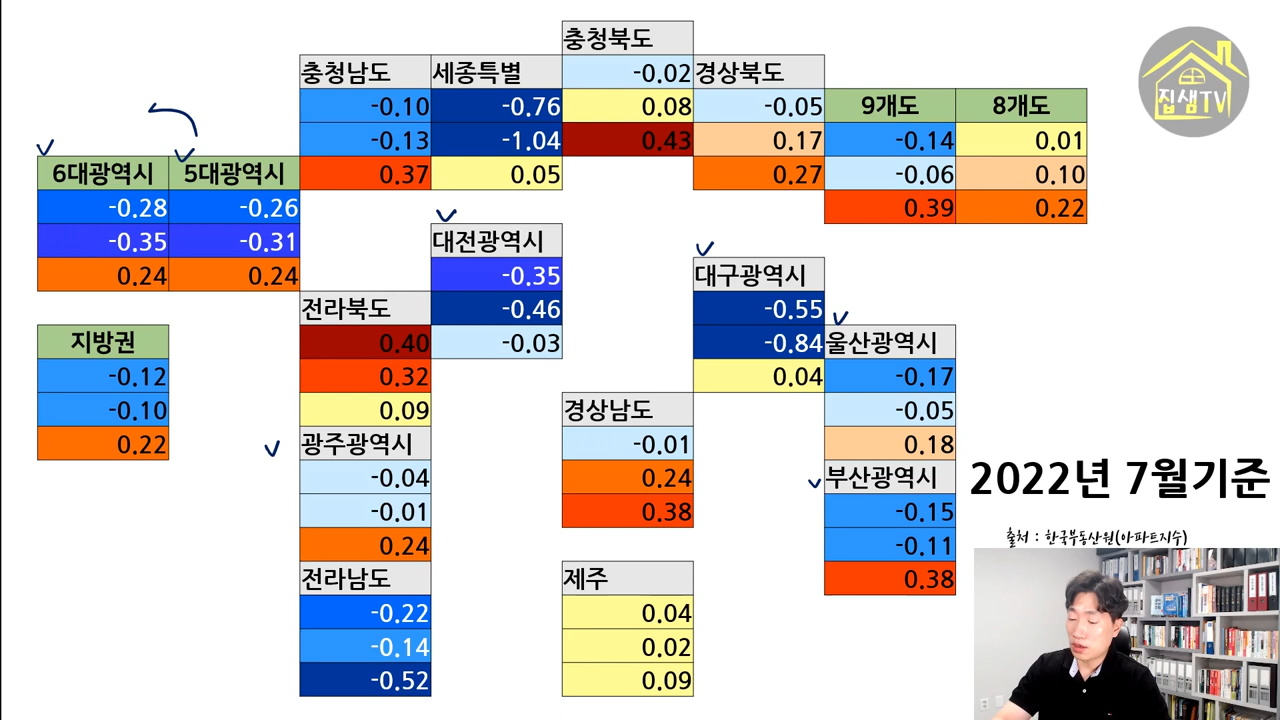 충청북도
-0.02
0.08
0.43
충청남도
-0.10
-0.13
0.37
세종특별
-0.76
-1.04
0.05
경상북도
-0.05
0.17
0.27
9개도
-0.14
-0.06
0.39
8개도
0.01
0.10
0.22
집샘TV
6대광역시
-0.28
-0.35
0.24
5대광역시
-0.26
-0.31
0.24
대전광역시
-0.35
-0.46
-0.03
대구광역시
-0.55
-0.84
0.04
전라북도
0.40
0.32
0.09
울산광역시
-0.17
-0.05
0.18
지방권
-0.12
-0.10
0.22
경상남도
-0.01
0.24
0.38
광주광역시
-0.04
-0.01
0.24
부산광역시
-0.15
-0.11
0.38
2022년 7월기준
출처 : 한국부동산원(아파트지수)
전라남도
-0.22
-0.14
-0.52
제주
0.04
0.02
0.09